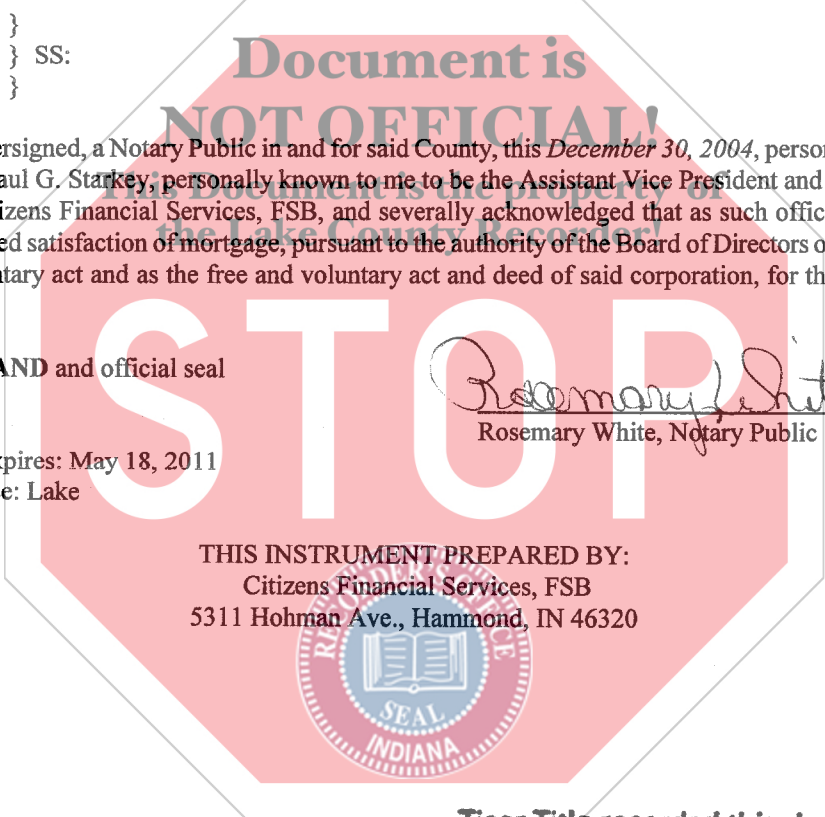 }
} SS:
}
Document is
NOT OFFICIAL!
This Document is the property of
the Lake County Recorder!
ersigned, a Notary Public in and for said County, this December 30, 2004, person
aul G. Starkey, personally known to me to be the Assistant Vice President and
izens Financial Services, FSB, and severally acknowledged that as such offic
ed satisfaction of mortgage, pursuant to the authority of the Board of Directors o
ntary act and as the free and voluntary act and deed of said corporation, for th
STOP
AND and official seal
Rosemary White
Rosemary White, Notary Public
xpires: May 18, 2011
e: Lake
THIS INSTRUMENT PREPARED BY:
Citizens Financial Services, FSB
5311 Hohman Ave., Hammond, IN 46320
RECORDER'S OFFICE
SEAL
INDIANA